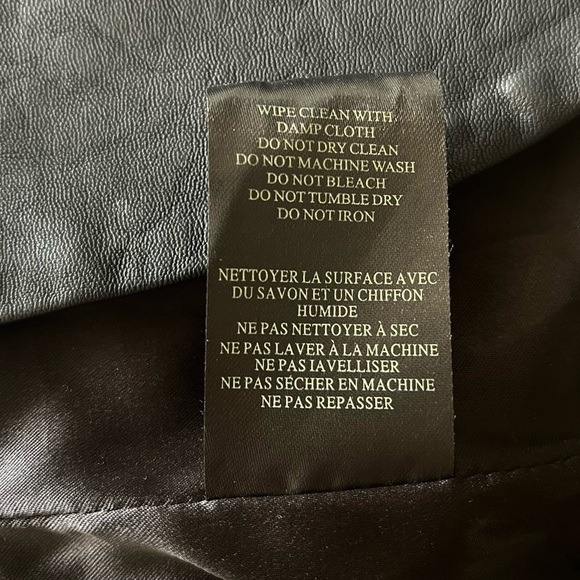 WIPE CLEAN WITH
DAMP CLOTH
DO NOT DRY CLEAN
DO NOT MACHINE WASH
DO NOT BLEACH
DO NOT TUMBLE DRY
DO NOT IRON
NETTOYER LA SURFACE AVEC
DU SAVON ET UN CHIFFON
HUMIDE
NE PAS NETTOYER À SEC
NE PAS LAVER À LA MACHINE
NE PAS IAVELLISER
NE PAS SÉCHER EN MACHINE
NE PAS REPASSER